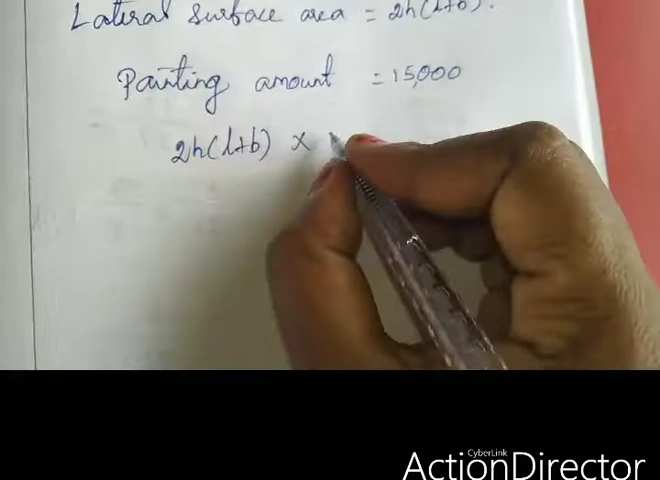 Lateral Surface area = 2h(l+b).
Painting amount = 15,000
2h(l+b) ×
CyberLink
ActionDirector